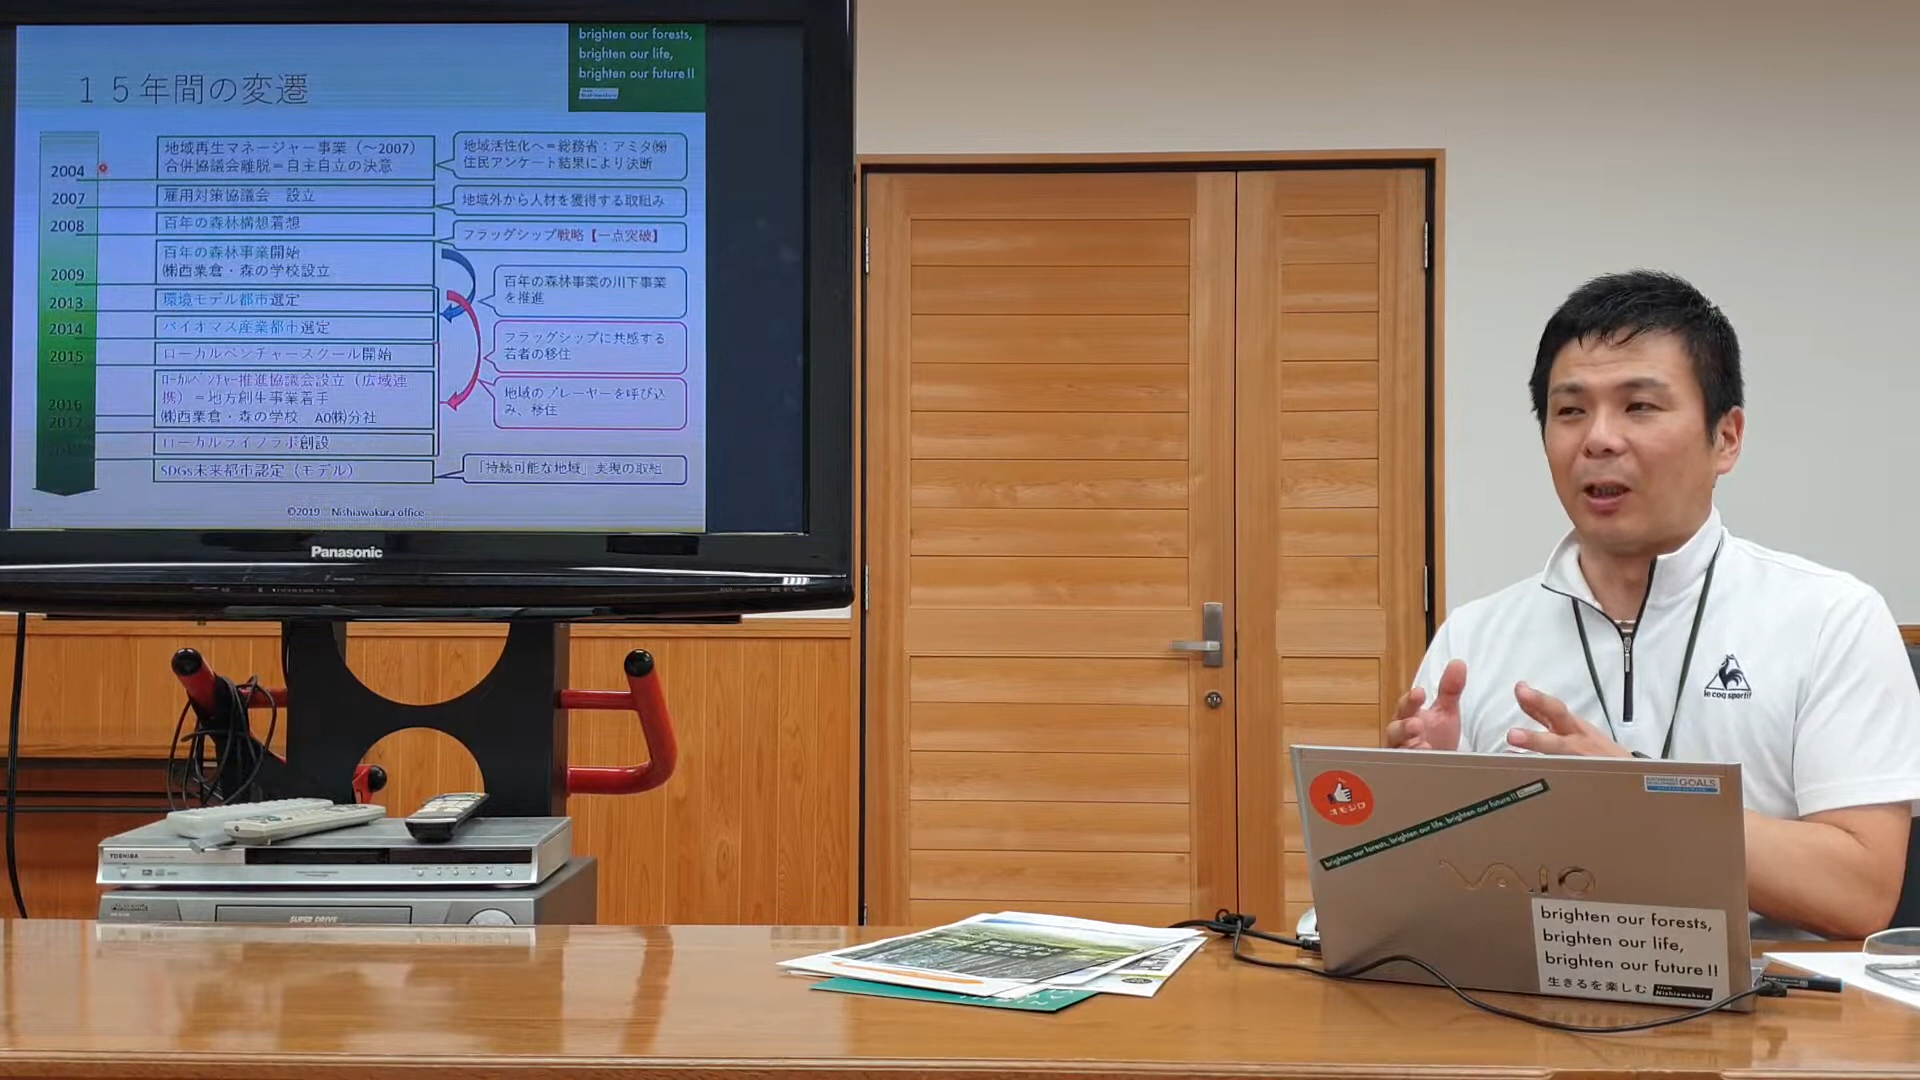 １５年間の変遷
brighten our forests,
brighten our life,
brighten our future!!
2004
地域再生マネージャー事業（～2007）
合併協議会離脱＝自主自立の決意
地域活性化へ＝総務省：アミタ㈱
住民アンケート結果により決断
2007
雇用対策協議会　設立
地域外から人材を獲得する取組み
2008
百年の森林構想着想
フラッグシップ戦略【一点突破】
2009
百年の森林事業開始
㈱西粟倉・森の学校設立
百年の森林事業の川下事業
を推進
2013
環境モデル都市選定
2014
バイオマス産業都市選定
フラッグシップに共感する
若者の移住
2015
ローカルベンチャースクール開始
2016
2017
ﾛｰｶﾙﾍﾞﾝﾁｬｰ推進協議会設立（広域連
携）＝地方創生事業着手
㈱西粟倉・森の学校　A0㈱分社
地域のプレーヤーを呼び込
み、移住
ローカルライフラボ創設
SDGs未来都市認定（モデル）
「持続可能な地域」実現の取組
©2019　Nishiawakura office
Panasonic
TOSHIBA
Panasonic
SUPER DRIVE
le coq sportif
ヨモシロ
SUSTAINABLE DEVELOPMENT GOALS
brighten our forests, brighten our life, brighten our future!!
VAIO
brighten our forests,
brighten our life,
brighten our future!!
生きるを楽しむ
Nishiawakura